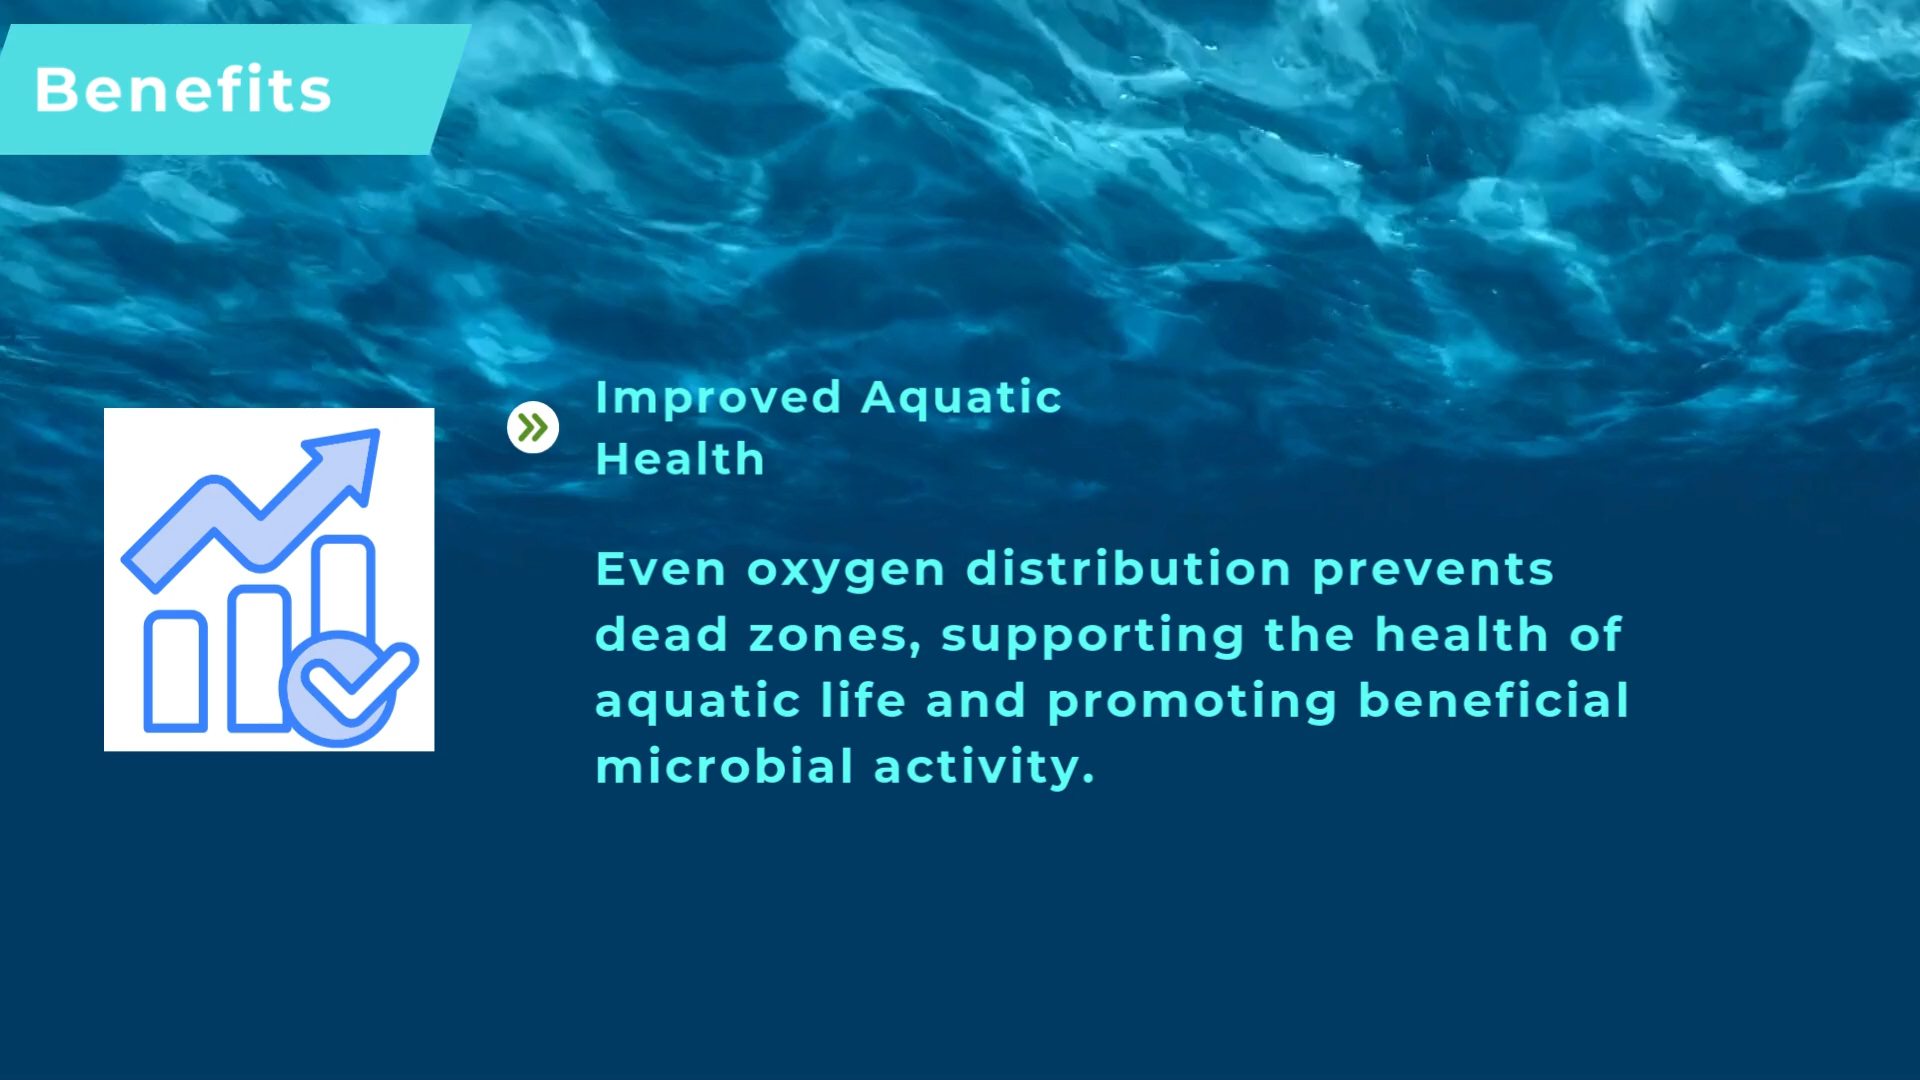 Benefits
Improved Aquatic
Health
Even oxygen distribution prevents
dead zones, supporting the health of
aquatic life and promoting beneficial
microbial activity.